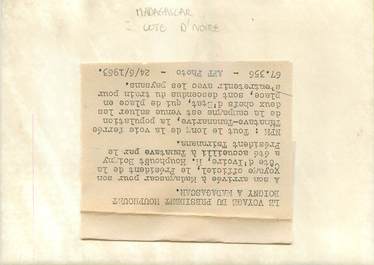 MADAGASCAR
COTE D'IVOIRE
LE VOYAGE DU PRESIDENT HOUPHOUET
BOIGNY A MADAGASCAR.
A son arrivée à Madagascar pour son
voyage officiel, le Président de la
Côte d'Ivoire, M. Houphouët Boigny
a été accueilli à Tananarive par le
Président Tsiranana.
NPM : Tout le long de la voie ferrée
Tamatave-Tananarive, la population
de la campagne est venue saluer les
deux chefs d'Etat, qui de place en
place, sont descendus du train pour
s'entretenir avec les paysans.
67.356 - AFP Photo - 24/6/1965.